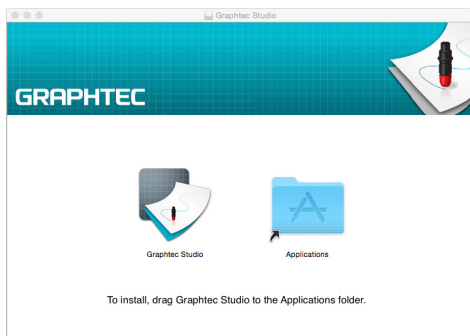 Graphtec Studio
GRAPHTEC
Graphtec Studio
Applications
To install, drag Graphtec Studio to the Applications folder.